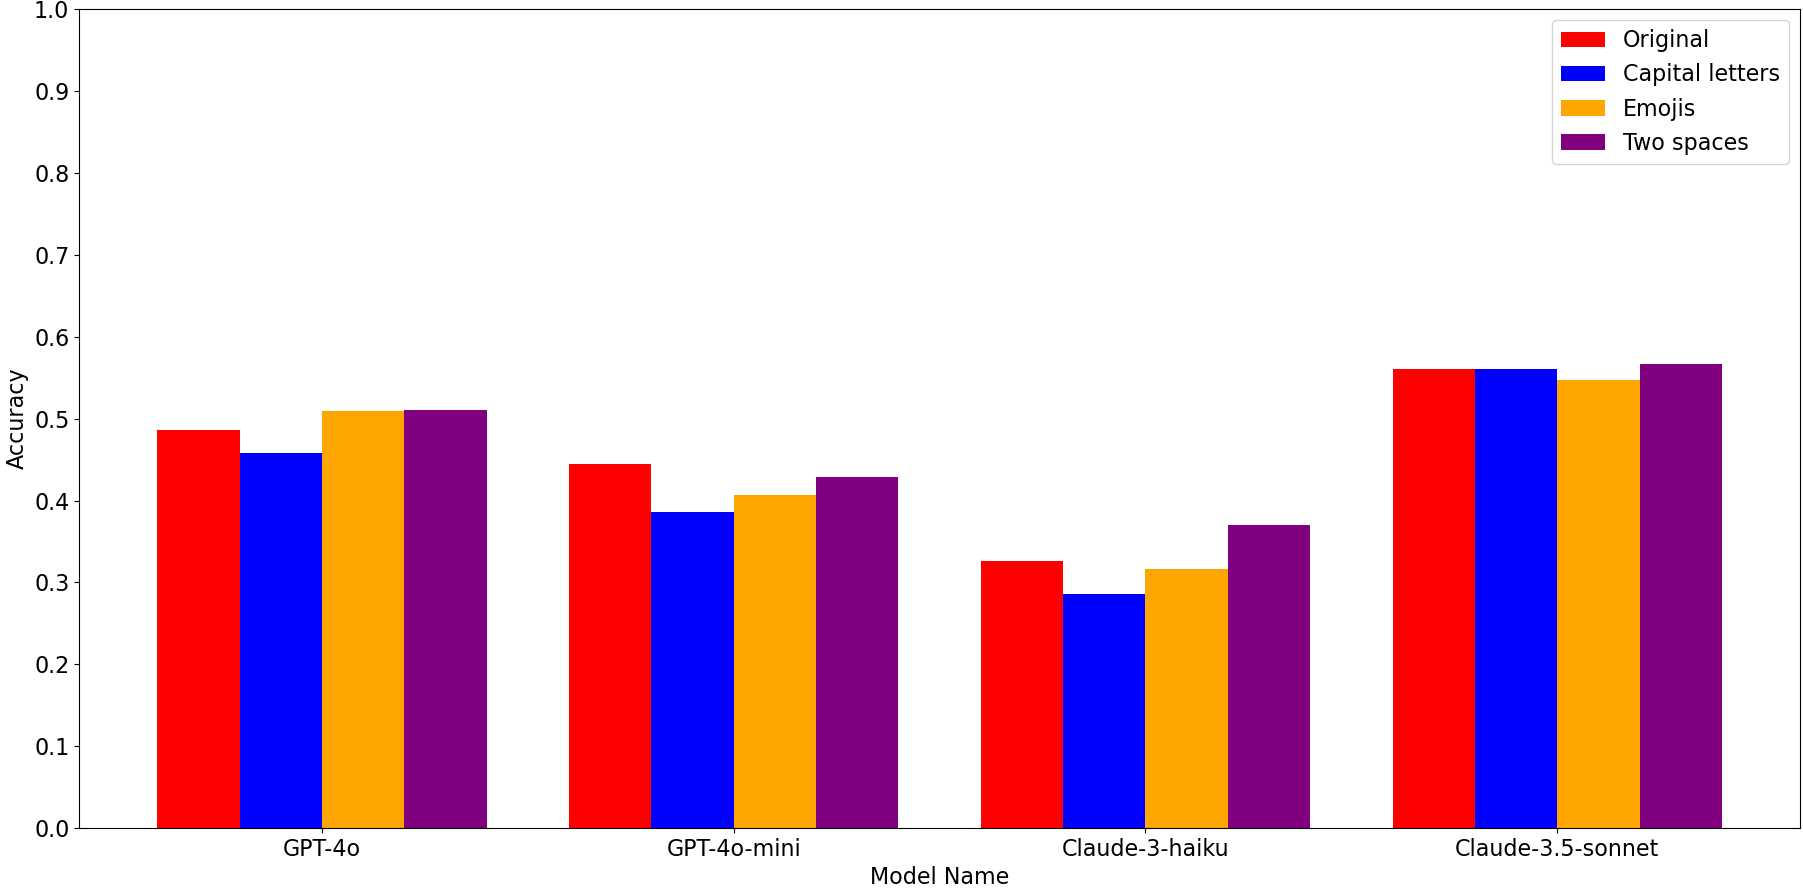 1.0
0.9
0.8
0.7
0.6
0.5
0.4
0.3
0.2
0.1
0.0
Accuracy
Original
Capital letters
Emojis
Two spaces
GPT-4o
GPT-4o-mini
Claude-3-haiku
Claude-3.5-sonnet
Model Name